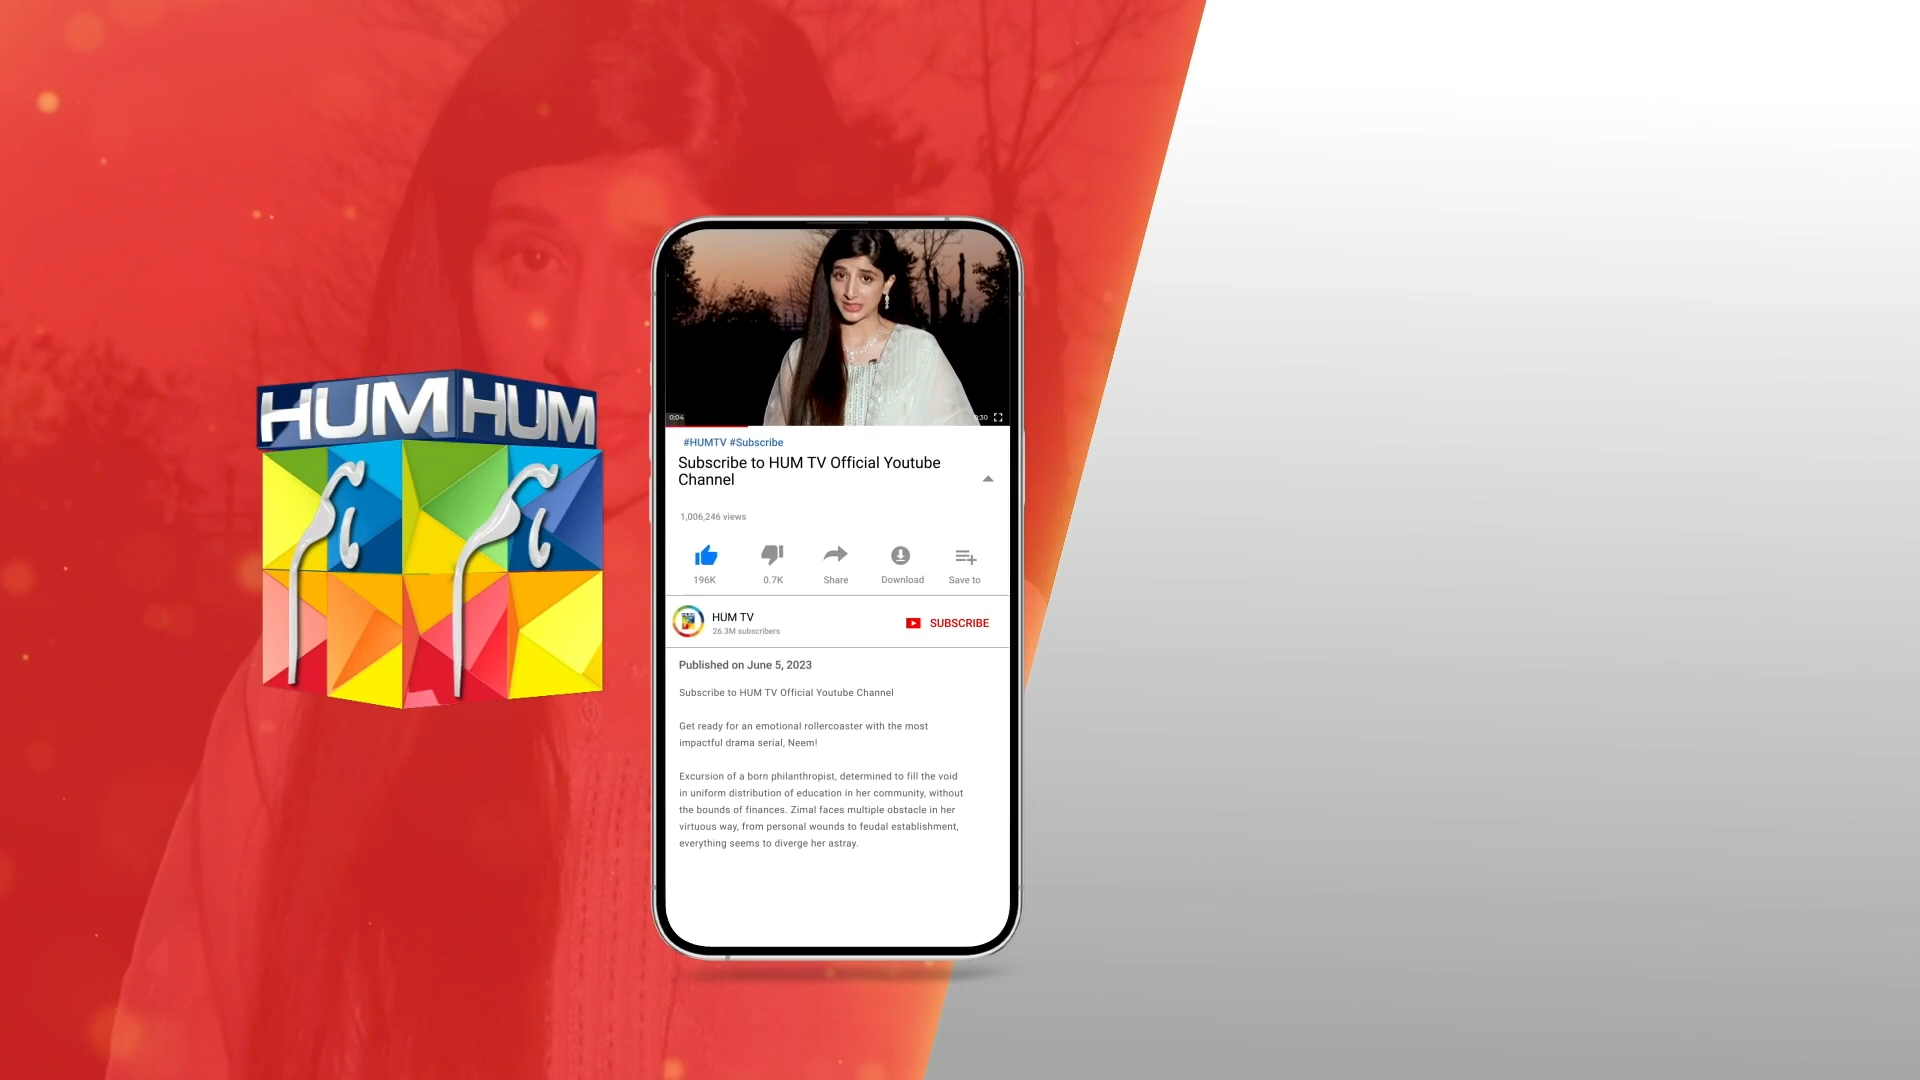 HUM HUM
ہم ہم
0:04
0:30
#HUMTV #Subscribe
Subscribe to HUM TV Official Youtube
Channel
1,006,246 views
196K
0.7K
Share
Download
Save to
HUM TV
26.3M subscribers
SUBSCRIBE
Published on June 5, 2023
Subscribe to HUM TV Official Youtube Channel
Get ready for an emotional rollercoaster with the most
impactful drama serial, Neem!
Excursion of a born philanthropist, determined to fill the void
in uniform distribution of education in her community, without
the bounds of finances. Zimal faces multiple obstacle in her
virtuous way, from personal wounds to feudal establishment,
everything seems to diverge her astray.